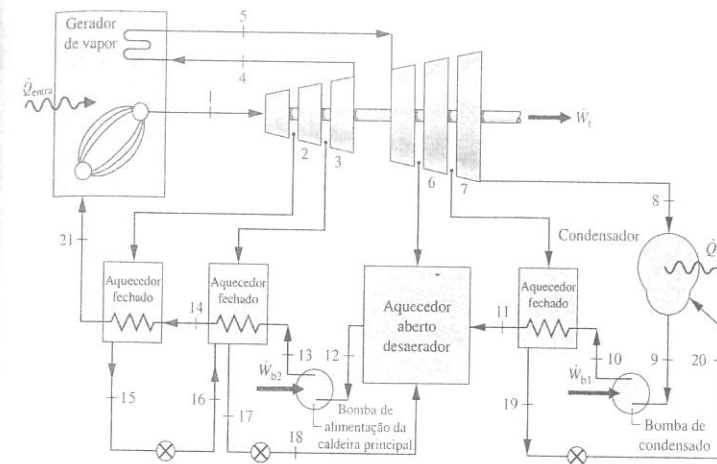 Gerador
de vapor
5
4
Q̇entra
1
2
3
Ẇt
6
7
8
Condensador
Q̇
21
Aquecedor
fechado
14
Aquecedor
fechado
13
12
Aquecedor
aberto
desaerador
11
Aquecedor
fechado
10
9
20
Ẇb2
Ẇb1
15
16
17
18
19
Bomba de
alimentação da
caldeira principal
Bomba de
condensado